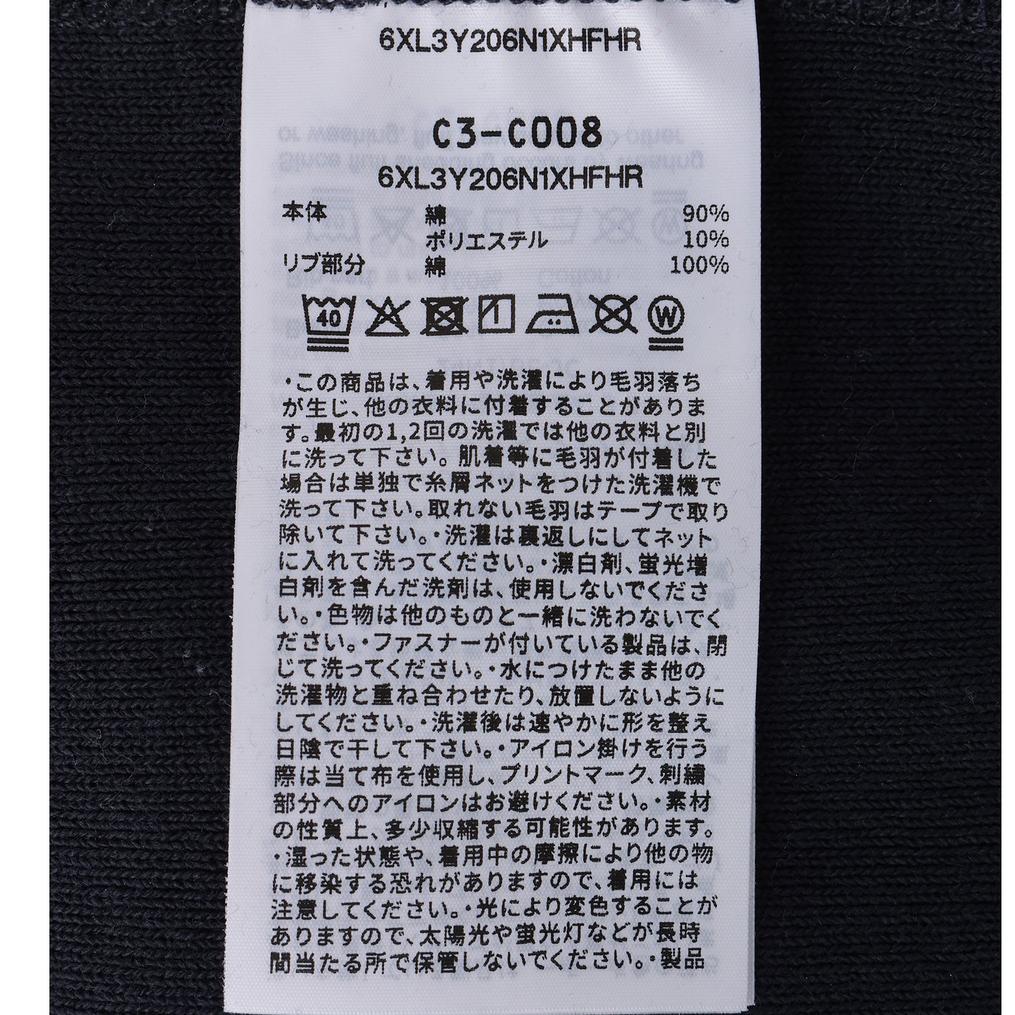 6XL3Y206N1XHFHR
C3-C008
6XL3Y206N1XHFHR
本体 綿 90%
ポリエステル 10%
リブ部分 綿 100%
40 W
・この商品は、着用や洗濯により毛羽落ち
が生じ、他の衣料に付着することがありま
す。最初の1,2回の洗濯では他の衣料と別
に洗って下さい。肌着等に毛羽が付着した
場合は単独で糸屑ネットをつけた洗濯機で
洗って下さい。取れない毛羽はテープで取り
除いて下さい。・洗濯は裏返しにしてネット
に入れて洗ってください。・漂白剤、蛍光増
白剤を含んだ洗剤は、使用しないでくださ
い。・色物は他のものと一緒に洗わないでく
ださい。・ファスナーが付いている製品は、閉
じて洗ってください。・水につけたまま他の
洗濯物と重ね合わせたり、放置しないように
してください。・洗濯後は速やかに形を整え
日陰で干して下さい。・アイロン掛けを行う
際は当て布を使用し、プリントマーク、刺繍
部分へのアイロンはお避けください。・素材
の性質上、多少収縮する可能性があります。
・湿った状態や、着用中の摩擦により他の物
に移染する恐れがありますので、着用には
注意してください。・光により変色することが
ありますので、太陽光や蛍光灯などが長時
間当たる所で保管しないでください。・製品